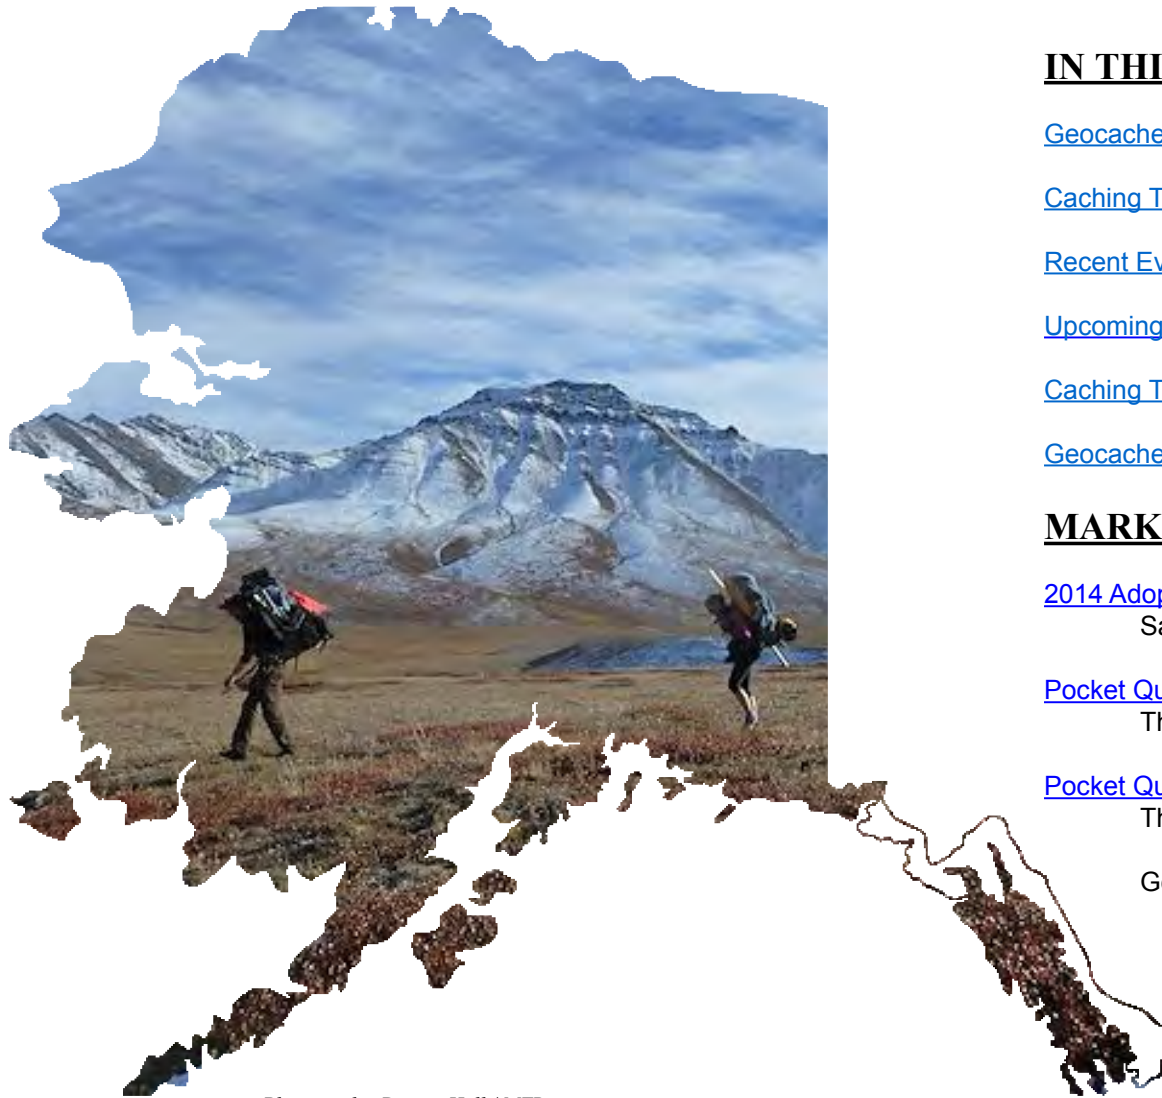 IN THI
Geocache
Caching T
Recent Ev
Upcoming
Caching T
Geocache
MARK
2014 Adop
Sa
Pocket Qu
Th
Pocket Qu
Th
Ge